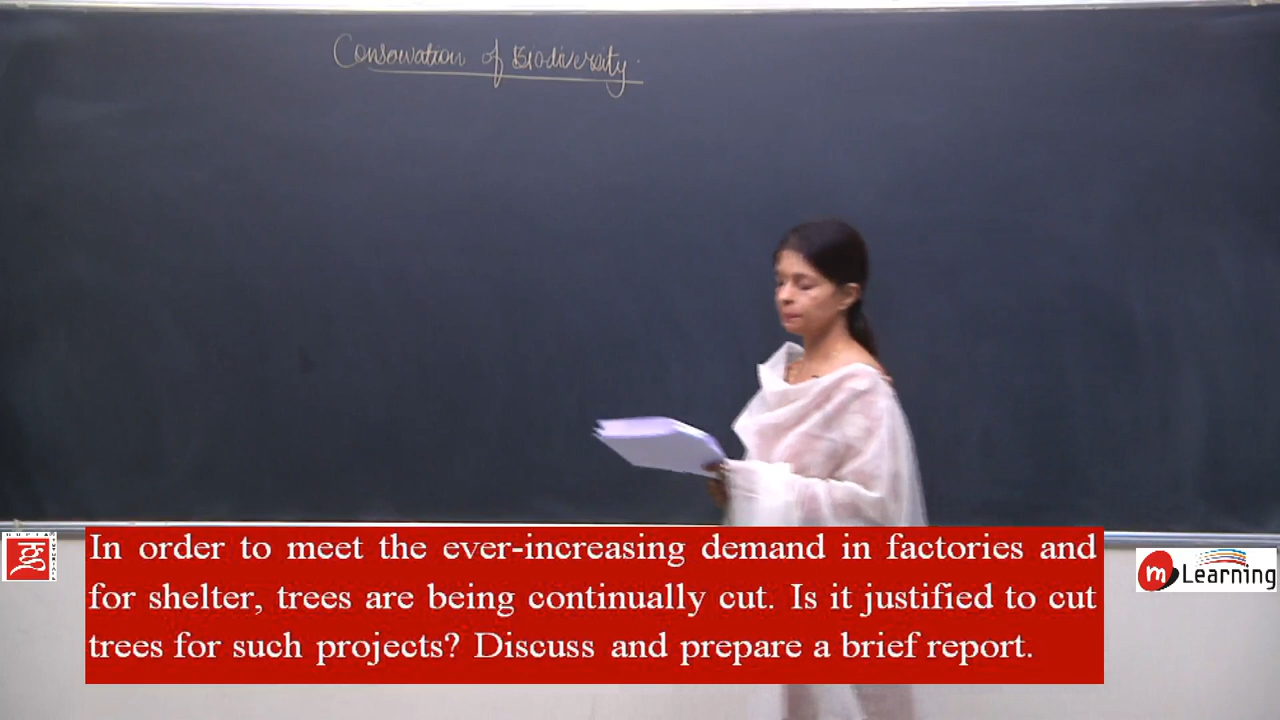 Conservation of Biodiversity
In order to meet the ever-increasing demand in factories and
for shelter, trees are being continually cut. Is it justified to cut
trees for such projects? Discuss and prepare a brief report.
GUPTA
ग
m Learning